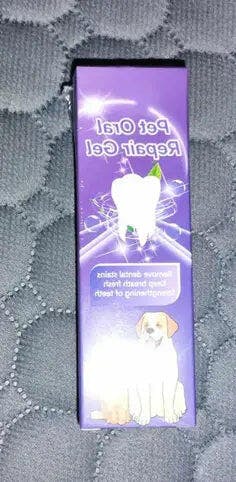 Pet Oral
Repair Gel
Remove dental stains
Keep breath fresh
Strengthening of teeth